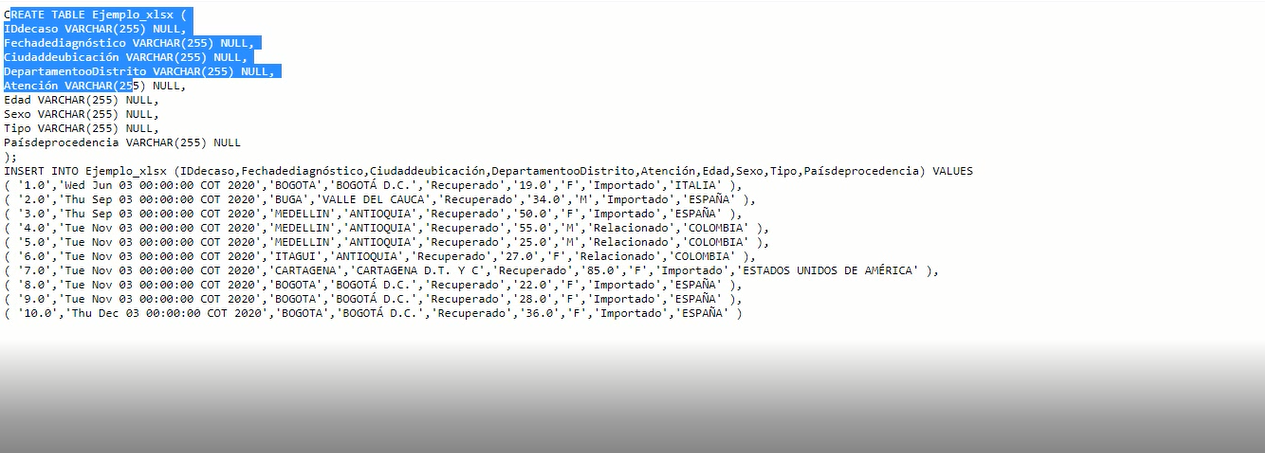 CREATE TABLE Ejemplo_xlsx (
IDdecaso VARCHAR(255) NULL,
Fechadediagnóstico VARCHAR(255) NULL,
Ciudaddeubicación VARCHAR(255) NULL,
DepartamentooDistrito VARCHAR(255) NULL,
Atención VARCHAR(255) NULL,
Edad VARCHAR(255) NULL,
Sexo VARCHAR(255) NULL,
Tipo VARCHAR(255) NULL,
Paísdeprocedencia VARCHAR(255) NULL
);
INSERT INTO Ejemplo_xlsx (IDdecaso,Fechadediagnóstico,Ciudaddeubicación,DepartamentooDistrito,Atención,Edad,Sexo,Tipo,Paísdeprocedencia) VALUES
( '1.0','Wed Jun 03 00:00:00 COT 2020','BOGOTA','BOGOTÁ D.C.','Recuperado','19.0','F','Importado','ITALIA' ),
( '2.0','Thu Sep 03 00:00:00 COT 2020','BUGA','VALLE DEL CAUCA','Recuperado','34.0','M','Importado','ESPAÑA' ),
( '3.0','Thu Sep 03 00:00:00 COT 2020','MEDELLIN','ANTIOQUIA','Recuperado','50.0','F','Importado','ESPAÑA' ),
( '4.0','Tue Nov 03 00:00:00 COT 2020','MEDELLIN','ANTIOQUIA','Recuperado','55.0','M','Relacionado','COLOMBIA' ),
( '5.0','Tue Nov 03 00:00:00 COT 2020','MEDELLIN','ANTIOQUIA','Recuperado','25.0','M','Relacionado','COLOMBIA' ),
( '6.0','Tue Nov 03 00:00:00 COT 2020','ITAGUI','ANTIOQUIA','Recuperado','27.0','F','Relacionado','COLOMBIA' ),
( '7.0','Tue Nov 03 00:00:00 COT 2020','CARTAGENA','CARTAGENA D.T. Y C','Recuperado','85.0','F','Importado','ESTADOS UNIDOS DE AMÉRICA' ),
( '8.0','Tue Nov 03 00:00:00 COT 2020','BOGOTA','BOGOTÁ D.C.','Recuperado','22.0','F','Importado','ESPAÑA' ),
( '9.0','Tue Nov 03 00:00:00 COT 2020','BOGOTA','BOGOTÁ D.C.','Recuperado','28.0','F','Importado','ESPAÑA' ),
( '10.0','Thu Dec 03 00:00:00 COT 2020','BOGOTA','BOGOTÁ D.C.','Recuperado','36.0','F','Importado','ESPAÑA' )